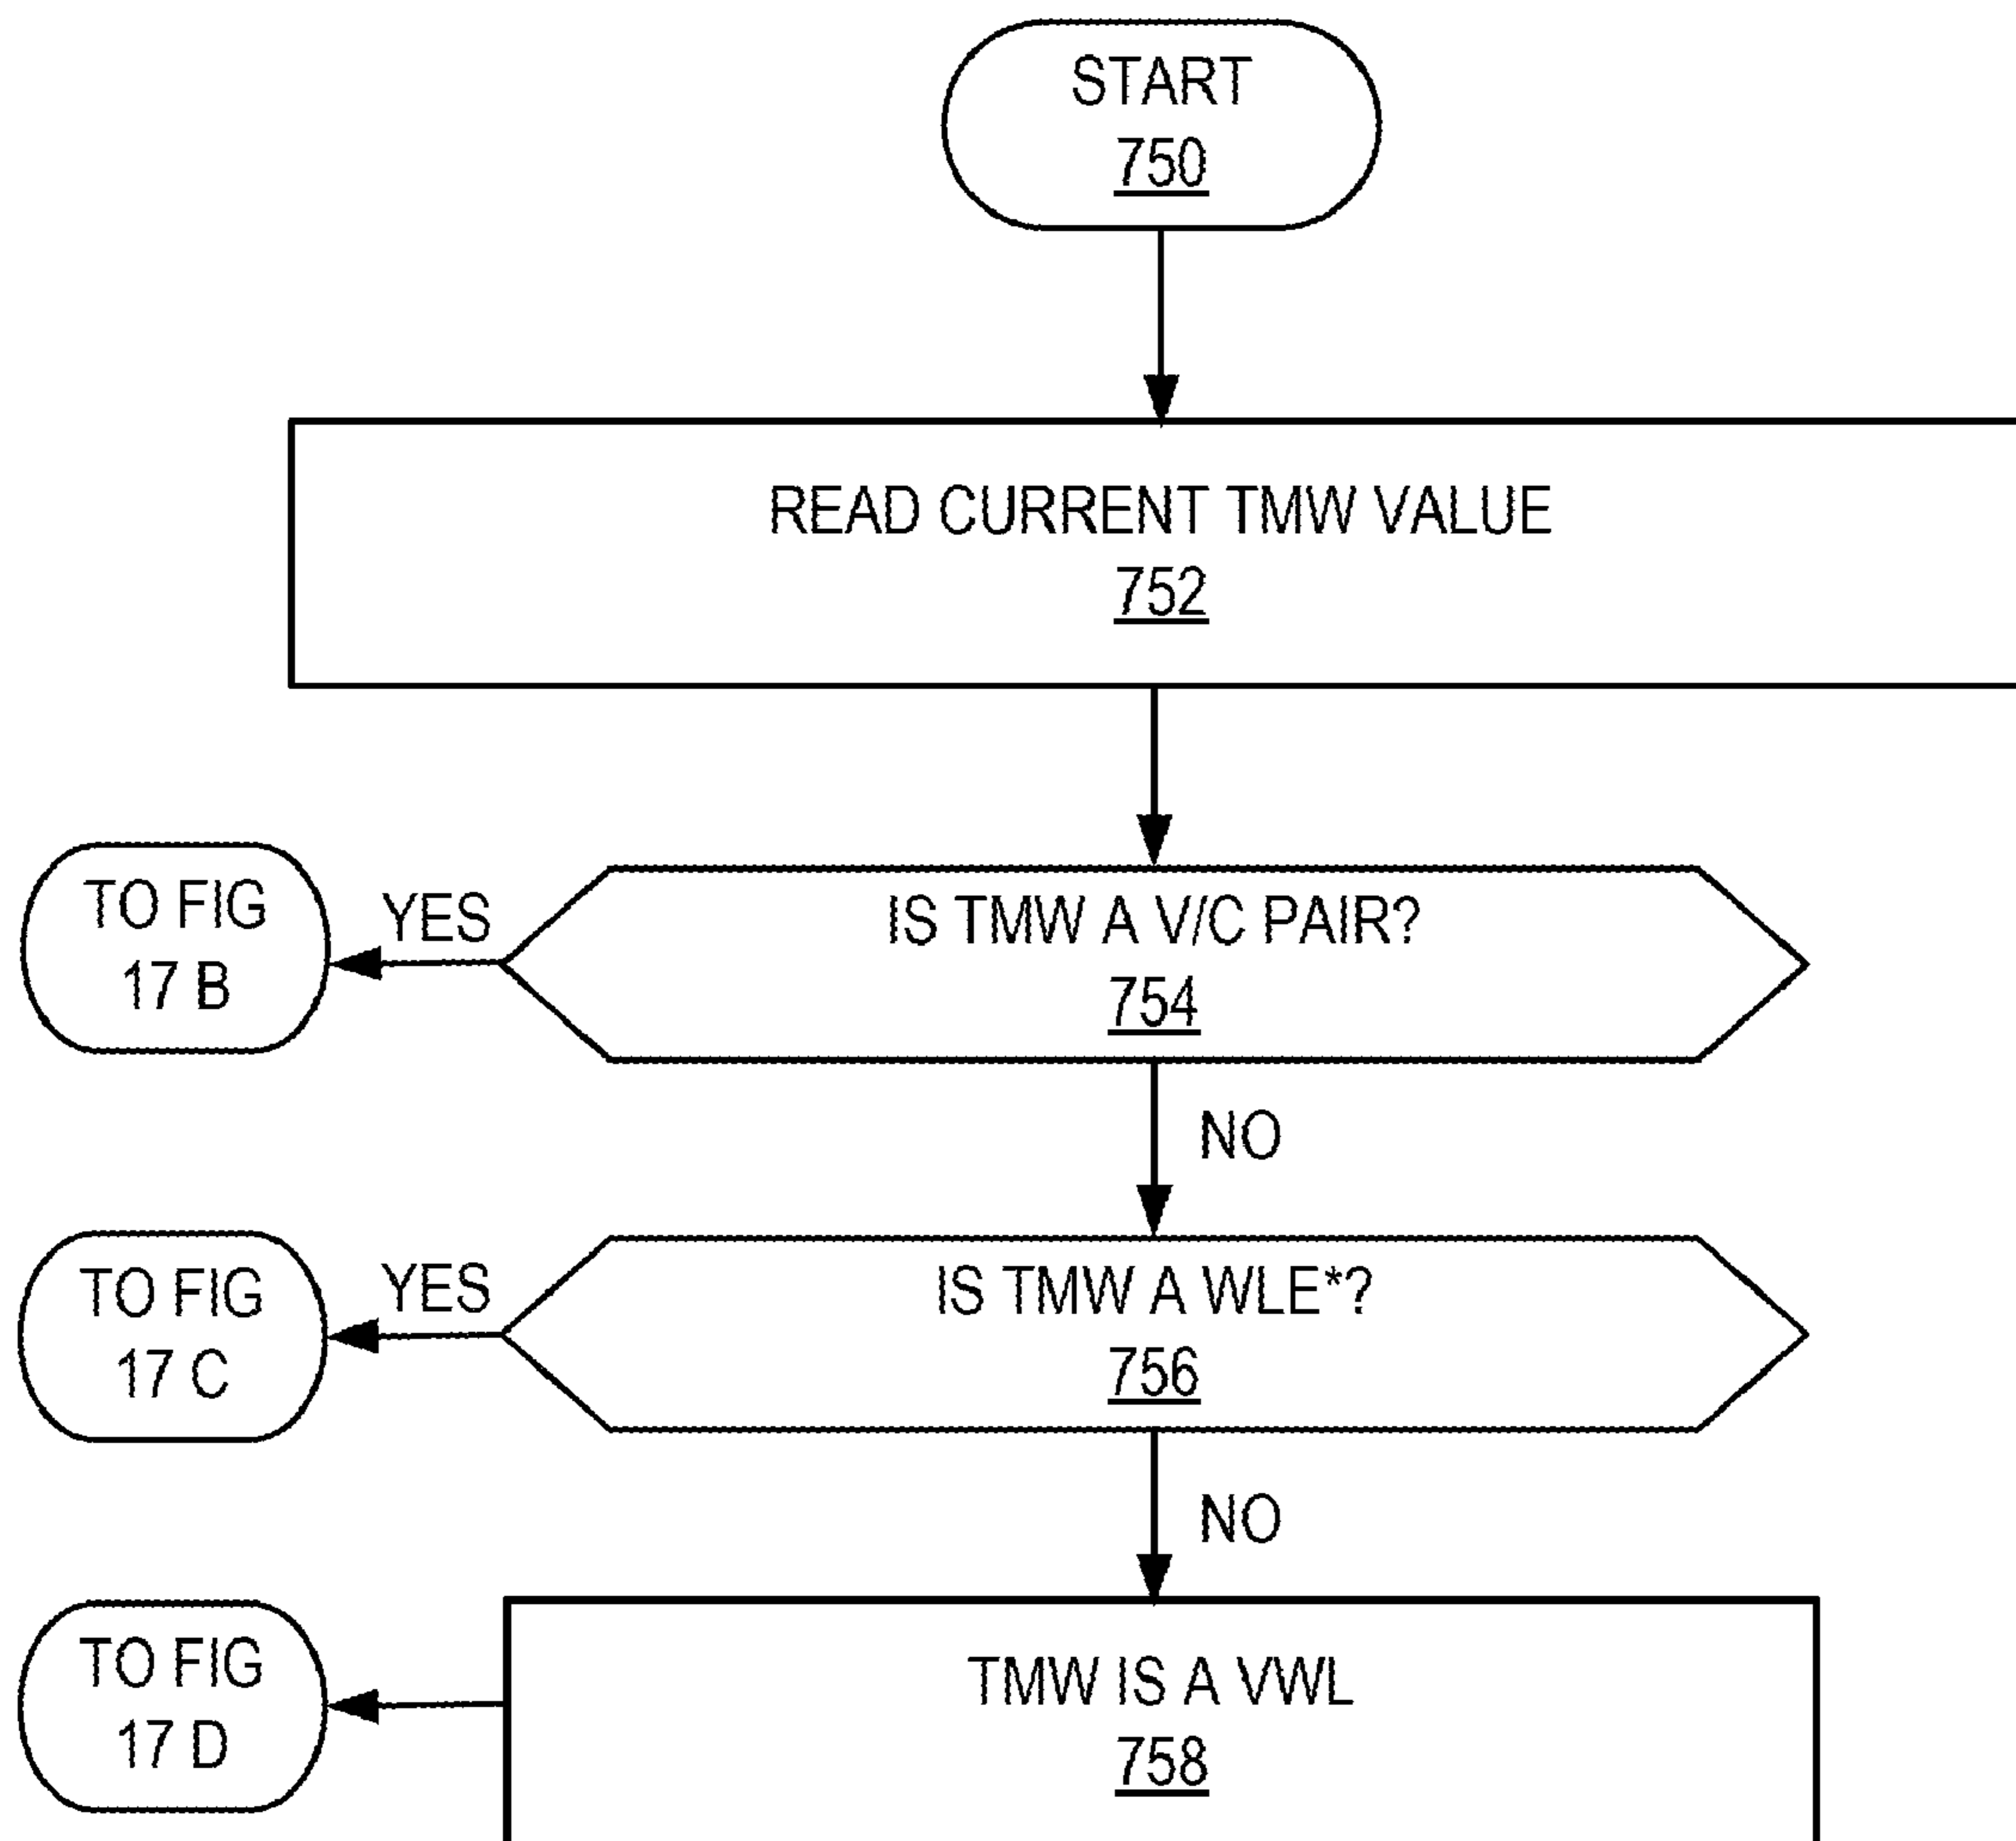 START
750
READ CURRENT TMW VALUE
752
TO FIG
17 B
YES
IS TMW A V/C PAIR?
754
NO
TO FIG
17 C
YES
IS TMW A WLE*?
756
NO
TO FIG
17 D
TMW IS A VWL
758